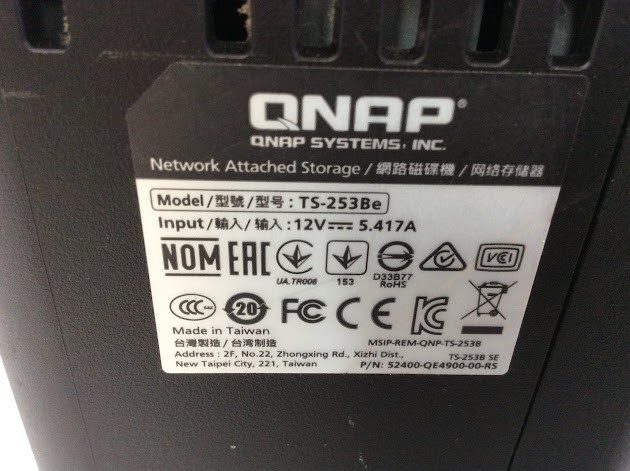 QNAP®
QNAP SYSTEMS, INC.
Network Attached Storage / 網路磁碟機 / 网络存储器
Model/型號/型号: TS-253Be
Input/輸入/输入:12V⎓ 5.417A
NOM EAC VCI
UA.TR008 153 D33B77 RoHS
CCC 20 FC CE KC
Made in Taiwan
台灣製造/台湾制造
MSIP-REM-QNP-TS-253B
Address : 2F, No.22, Zhongxing Rd., Xizhi Dist.,
TS-253B SE
New Taipei City, 221, Taiwan
P/N: 52400-QE4900-00-RS